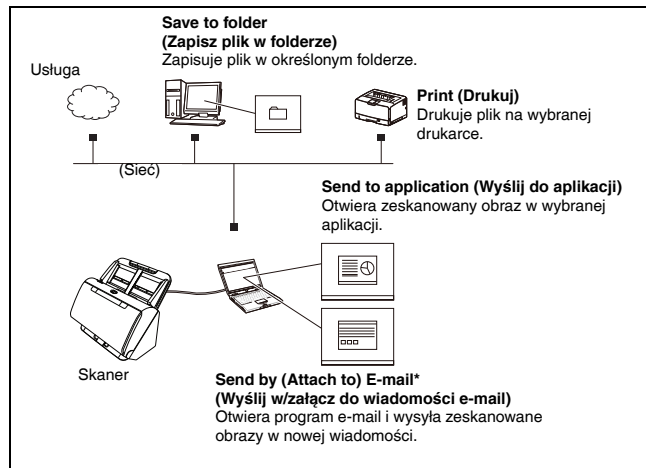 Save to folder
(Zapisz plik w folderze)
Zapisuje plik w określonym folderze.
Usługa
Print (Drukuj)
Drukuje plik na wybranej
drukarce.
(Sieć)
Send to application (Wyślij do aplikacji)
Otwiera zeskanowany obraz w wybranej
aplikacji.
Skaner
Send by (Attach to) E-mail*
(Wyślij w/załącz do wiadomości e-mail)
Otwiera program e-mail i wysyła zeskanowane
obrazy w nowej wiadomości.